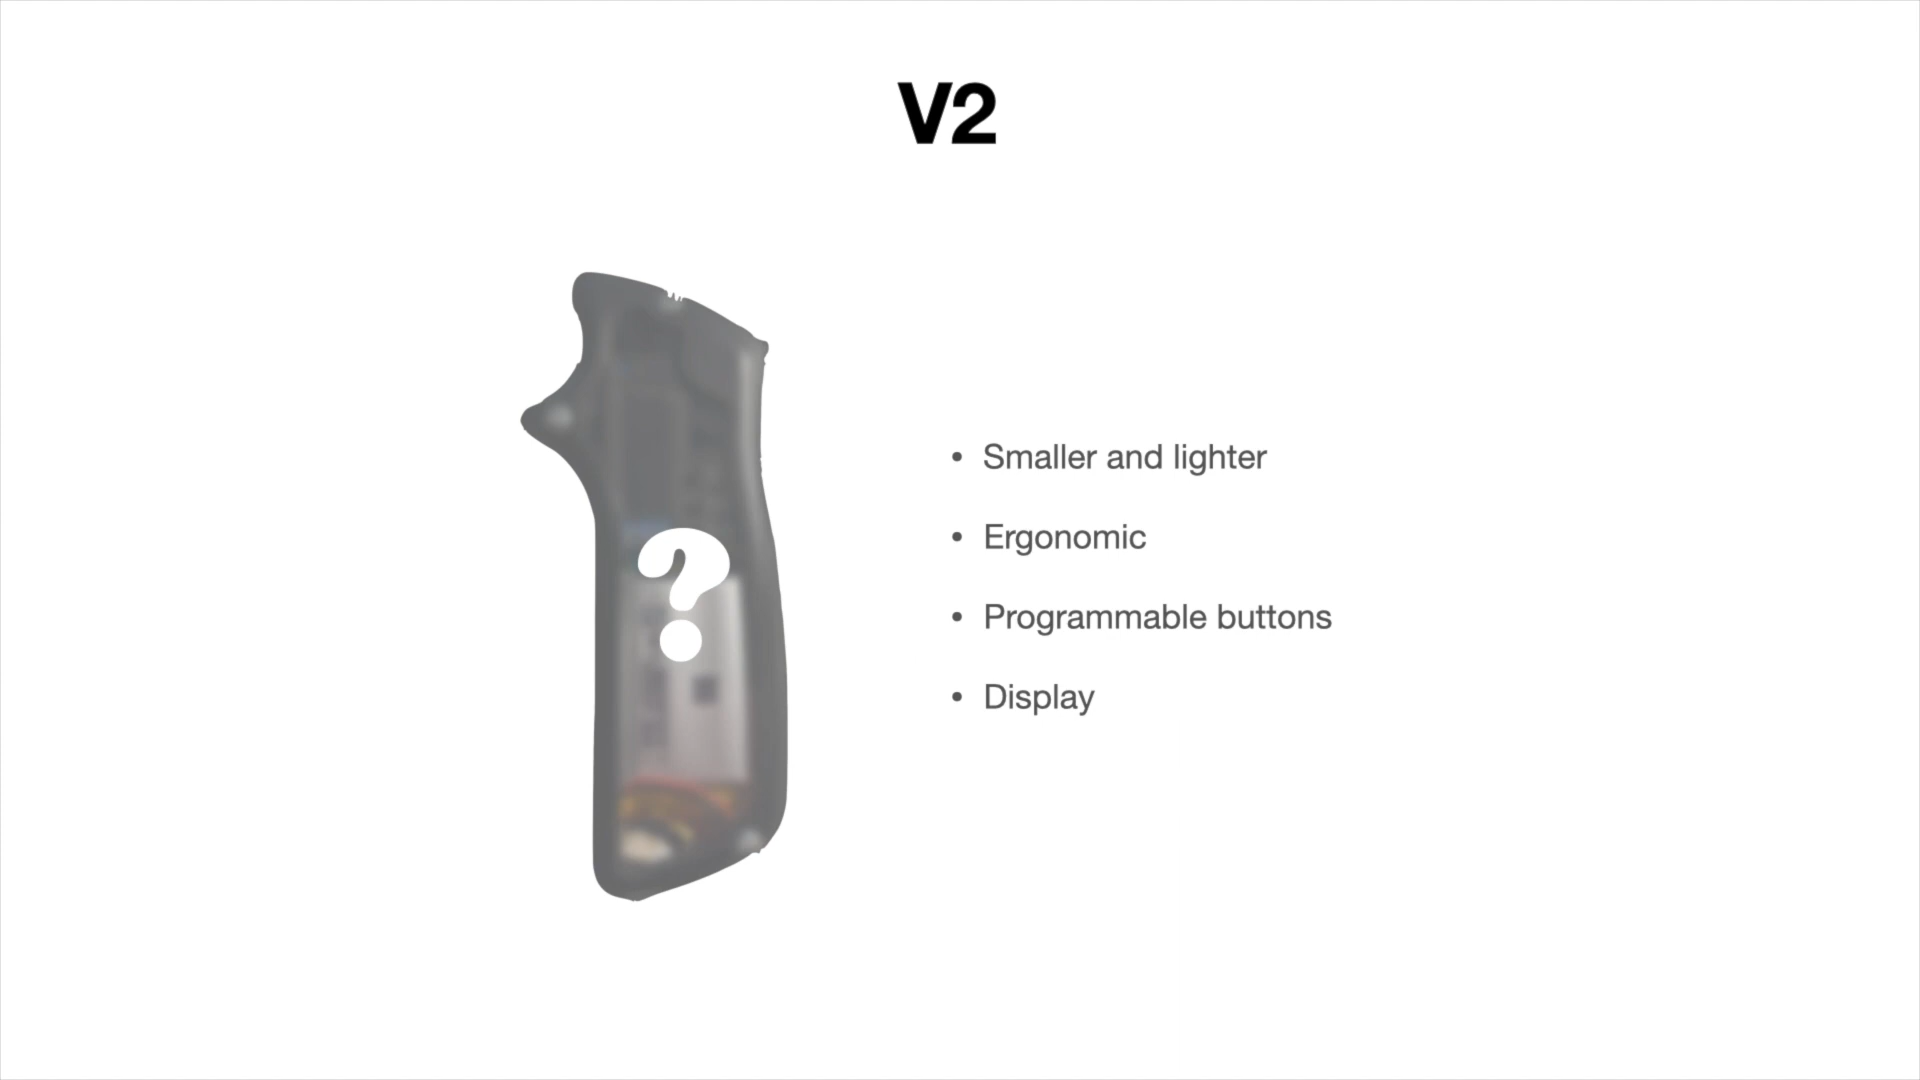 V2
?
• Smaller and lighter
• Ergonomic
• Programmable buttons
• Display